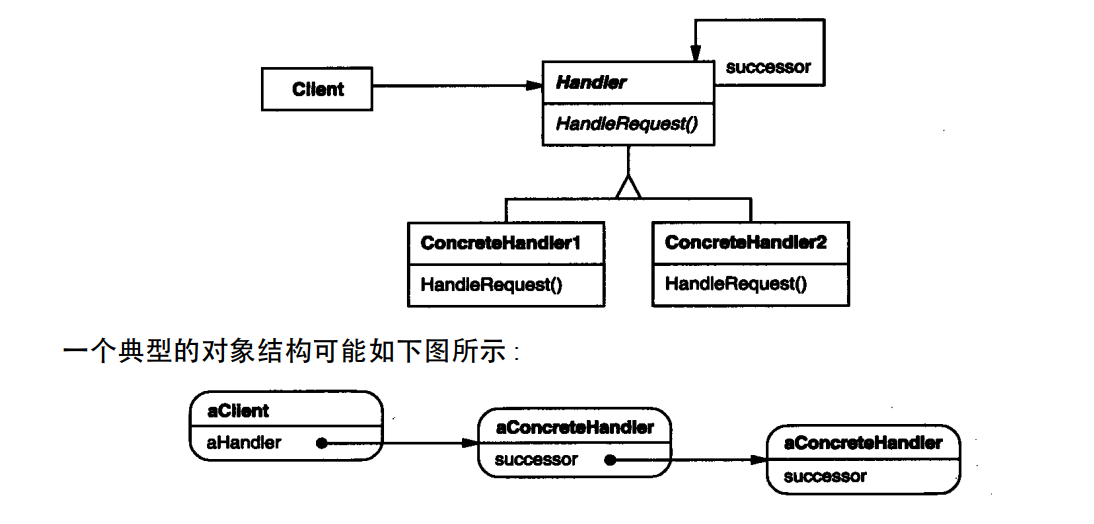 successor
Client
Handler
HandleRequest()
ConcreteHandler1
ConcreteHandler2
HandleRequest()
HandleRequest()
一个典型的对象结构可能如下图所示:
aClient
aHandler
aConcreteHandler
successor
aConcreteHandler
successor